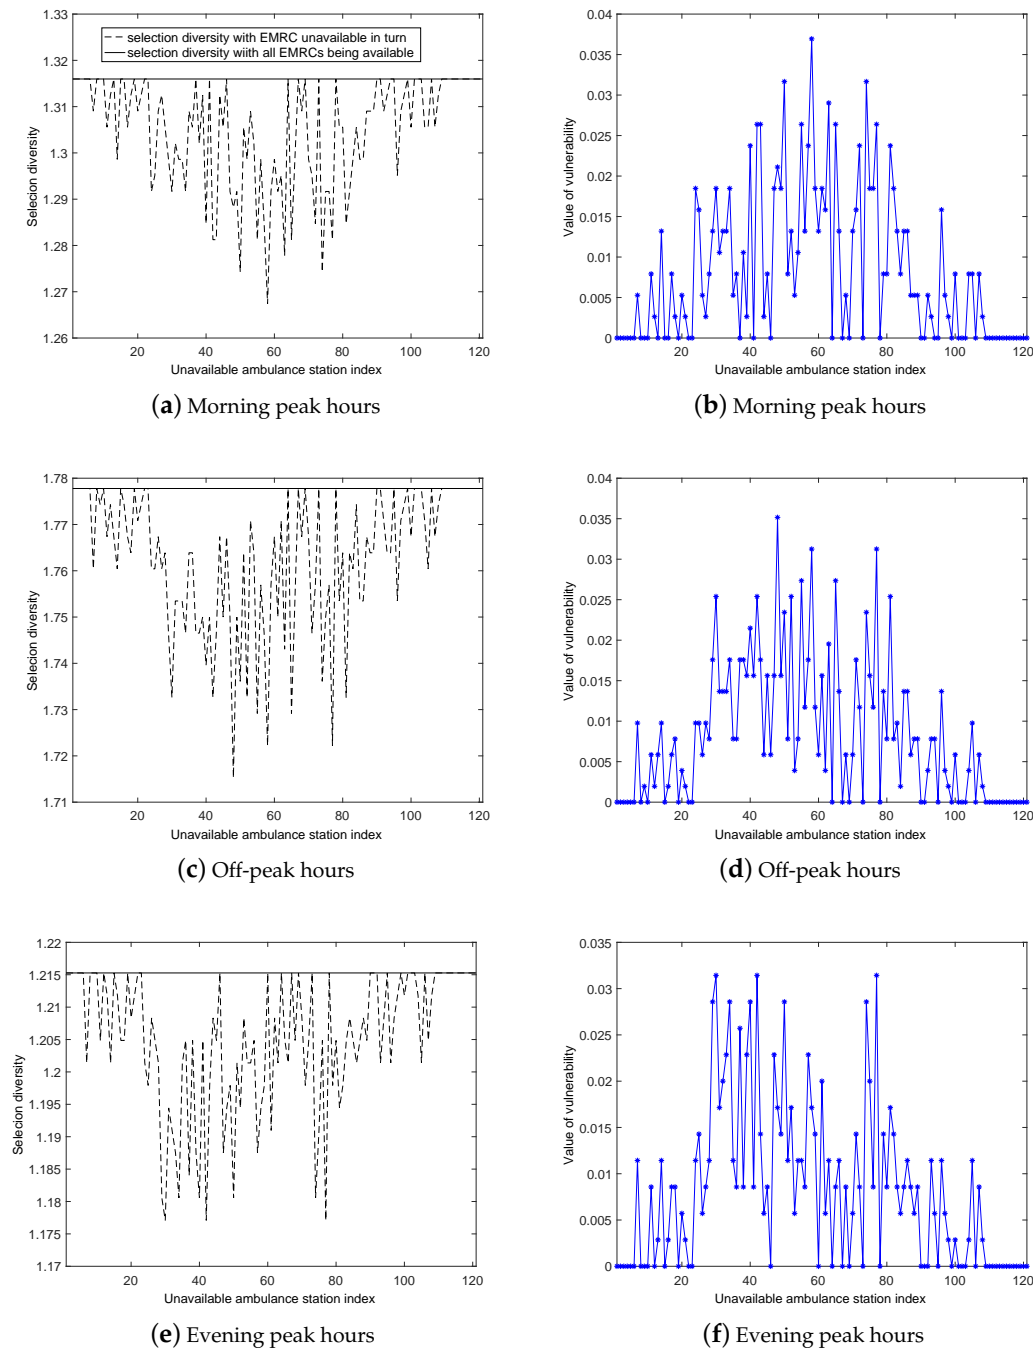 1.33
1.32
1.31
1.3
1.29
1.28
1.27
1.26
Selecion diversity
selection diversity with EMRC unavailable in turn
selection diversity with all EMRCs being available
20 40 60 80 100 120
Unavailable ambulance station index
(a) Morning peak hours
0.04
0.035
0.03
0.025
0.02
0.015
0.01
0.005
0
Value of vulnerability
20 40 60 80 100 120
Unavailable ambulance station index
(b) Morning peak hours
1.78
1.77
1.76
1.75
1.74
1.73
1.72
1.71
Selecion diversity
20 40 60 80 100 120
Unavailable ambulance station index
(c) Off-peak hours
0.04
0.035
0.03
0.025
0.02
0.015
0.01
0.005
0
Value of vulnerability
20 40 60 80 100 120
Unavailable ambulance station index
(d) Off-peak hours
1.22
1.215
1.21
1.205
1.2
1.195
1.19
1.185
1.18
1.175
1.17
Selecion diversity
20 40 60 80 100 120
Unavailable ambulance station index
(e) Evening peak hours
0.035
0.03
0.025
0.02
0.015
0.01
0.005
0
Value of vulnerability
20 40 60 80 100 120
Unavailable ambulance station index
(f) Evening peak hours